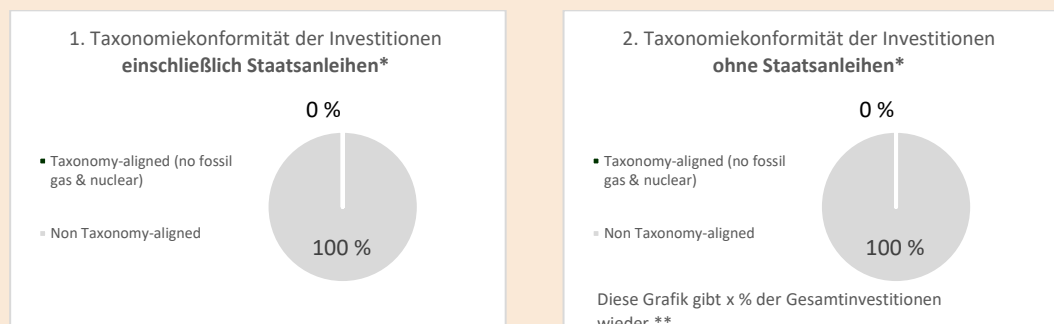 1. Taxonomiekonformität der Investitionen
einschließlich Staatsanleihen*
0 %
Taxonomy-aligned (no fossil
gas & nuclear)
Non Taxonomy-aligned
100 %
2. Taxonomiekonformität der Investitionen
ohne Staatsanleihen*
0 %
Taxonomy-aligned (no fossil
gas & nuclear)
Non Taxonomy-aligned
100 %
Diese Grafik gibt x % der Gesamtinvestitionen
wieder.**